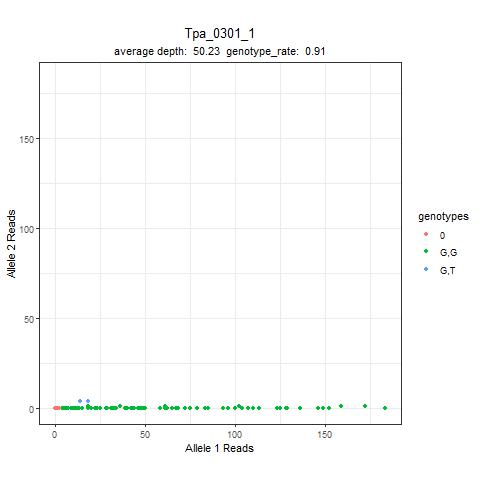 Tpa_0301_1
average depth:  50.23  genotype_rate:  0.91
150
100
50
0
Allele 2 Reads
0
50
100
150
Allele 1 Reads
genotypes
0
G,G
G,T